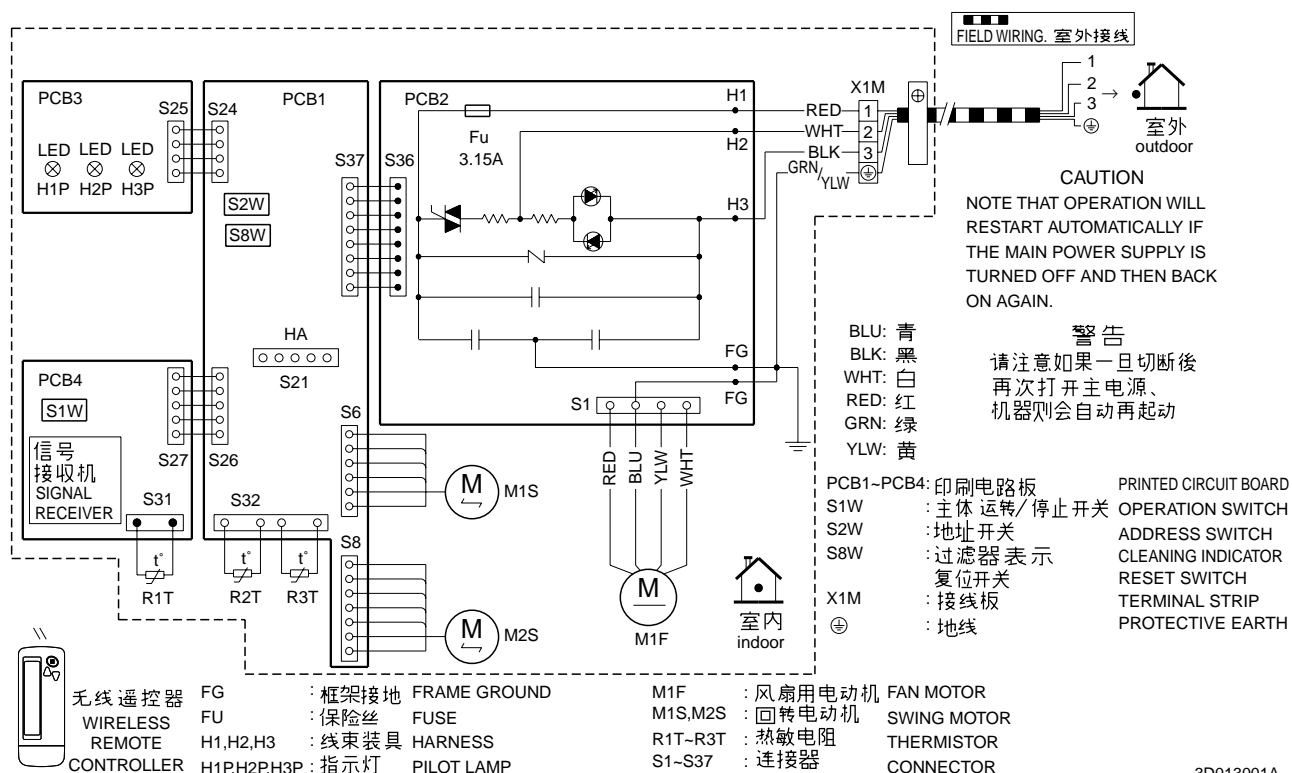 FIELD WIRING. 室外接线
PCB3
S25
S24
PCB1
LED LED LED
H1P H2P H3P
S2W
S8W
S37
S36
PCB2
Fu
3.15A
H1
H2
H3
RED
WHT
BLK
GRN/YLW
X1M
1
2
3
1
2
3
室外
outdoor
CAUTION
NOTE THAT OPERATION WILL
RESTART AUTOMATICALLY IF
THE MAIN POWER SUPPLY IS
TURNED OFF AND THEN BACK
ON AGAIN.
警告
请注意如果一旦切断後
再次打开主电源、
机器则会自动再起动
BLU: 青
BLK: 黑
WHT: 白
RED: 红
GRN: 绿
YLW: 黄
HA
S21
FG
FG
PCB4
S1W
信号
接收机
SIGNAL
RECEIVER
S27
S26
S6
S1
RED
BLU
YLW
WHT
S31
S32
t°
t°
t°
R1T
R2T
R3T
M
M1S
S8
M
M2S
M
M1F
室内
indoor
PCB1~PCB4: 印刷电路板 PRINTED CIRCUIT BOARD
S1W : 主体 运转/停止开关 OPERATION SWITCH
S2W : 地址开关 ADDRESS SWITCH
S8W : 过滤器表示 CLEANING INDICATOR
复位开关 RESET SWITCH
X1M : 接线板 TERMINAL STRIP
: 地线 PROTECTIVE EARTH
无线遥控器
WIRELESS
REMOTE
CONTROLLER
FG : 框架接地 FRAME GROUND
FU : 保险丝 FUSE
H1,H2,H3 : 线束装具 HARNESS
H1P,H2P,H3P : 指示灯 PILOT LAMP
M1F : 风扇用电动机 FAN MOTOR
M1S,M2S : 回转电动机 SWING MOTOR
R1T~R3T : 热敏电阻 THERMISTOR
S1~S37 : 连接器 CONNECTOR
3D013001A